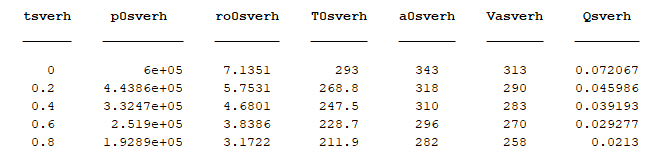 tsverh p0sverh ro0sverh T0sverh a0sverh Vasverh Qsverh
0 6e+05 7.1351 293 343 313 0.072067
0.2 4.4386e+05 5.7531 268.8 318 290 0.045986
0.4 3.3247e+05 4.6801 247.5 310 283 0.039193
0.6 2.519e+05 3.8386 228.7 296 270 0.029277
0.8 1.9289e+05 3.1722 211.9 282 258 0.0213